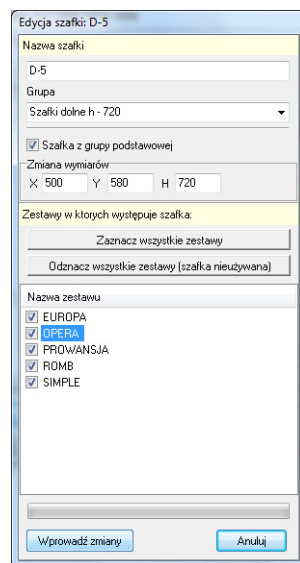 Edycja szafki: D-5
Nazwa szafki
D-5
Grupa
Szafki dolne h - 720
Szafka z grupy podstawowej
Zmiana wymiarów
X 500 Y 580 H 720
Zestawy w ktorych występuje szafka:
Zaznacz wszystkie zestawy
Odznacz wszystkie zestawy (szafka nieużywana)
Nazwa zestawu
EUROPA
OPERA
PROWANSJA
ROMB
SIMPLE
Wprowadź zmiany Anuluj